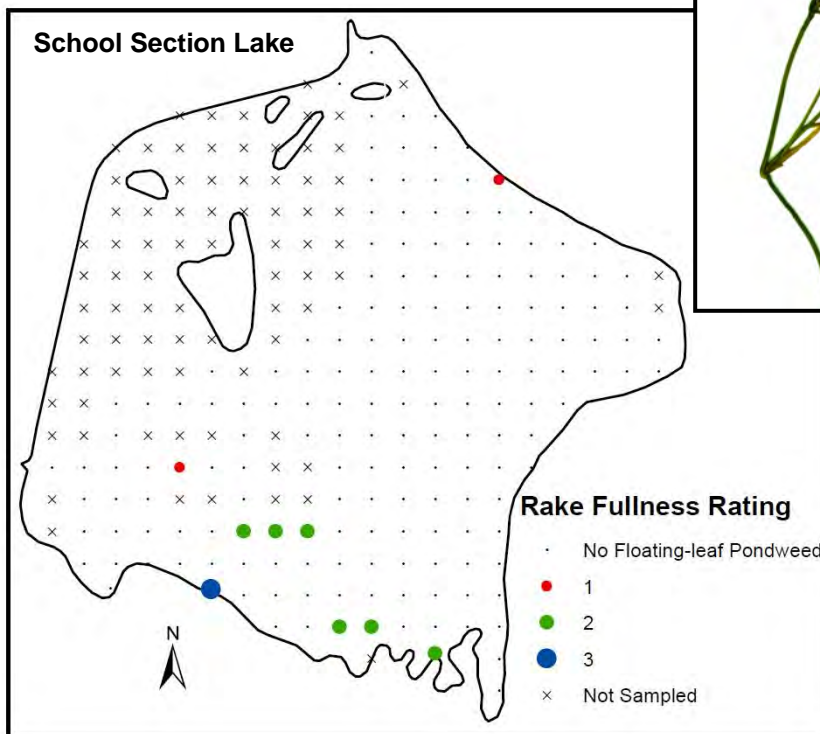 School Section Lake
Rake Fullness Rating
No Floating-leaf Pondweed
1
2
3
Not Sampled
N